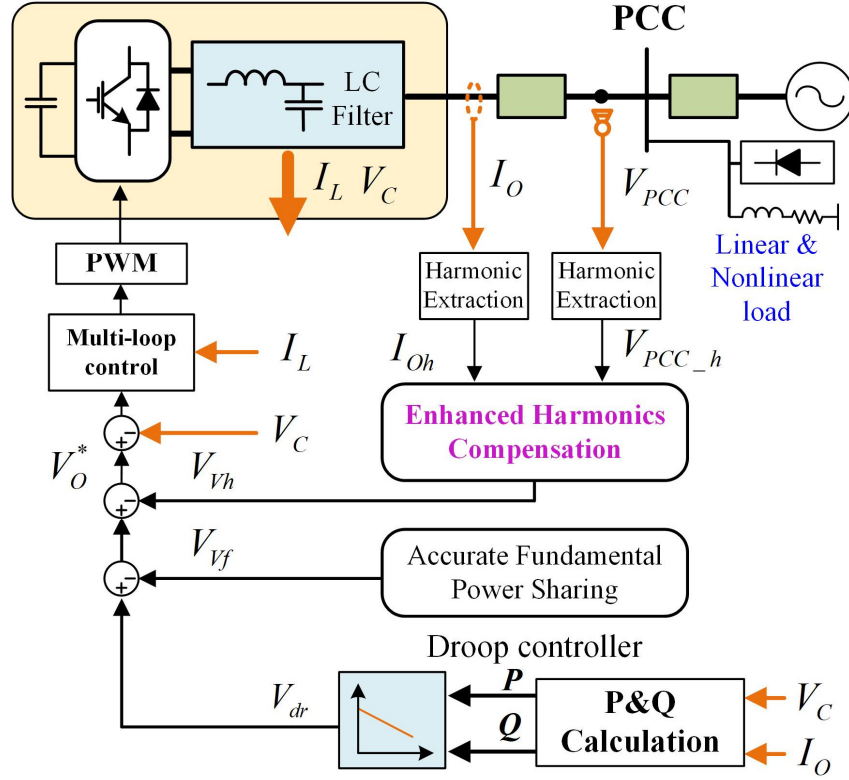 PCC
LC
Filter
I_L V_C
I_O
V_PCC
PWM
Harmonic
Extraction
Harmonic
Extraction
Linear &
Nonlinear
load
Multi-loop
control
I_L
I_Oh
V_PCC_h
Enhanced Harmonics
Compensation
V_C
V_O^*
V_Vh
V_Vf
Accurate Fundamental
Power Sharing
Droop controller
V_dr
P
Q
P&Q
Calculation
V_C
I_O